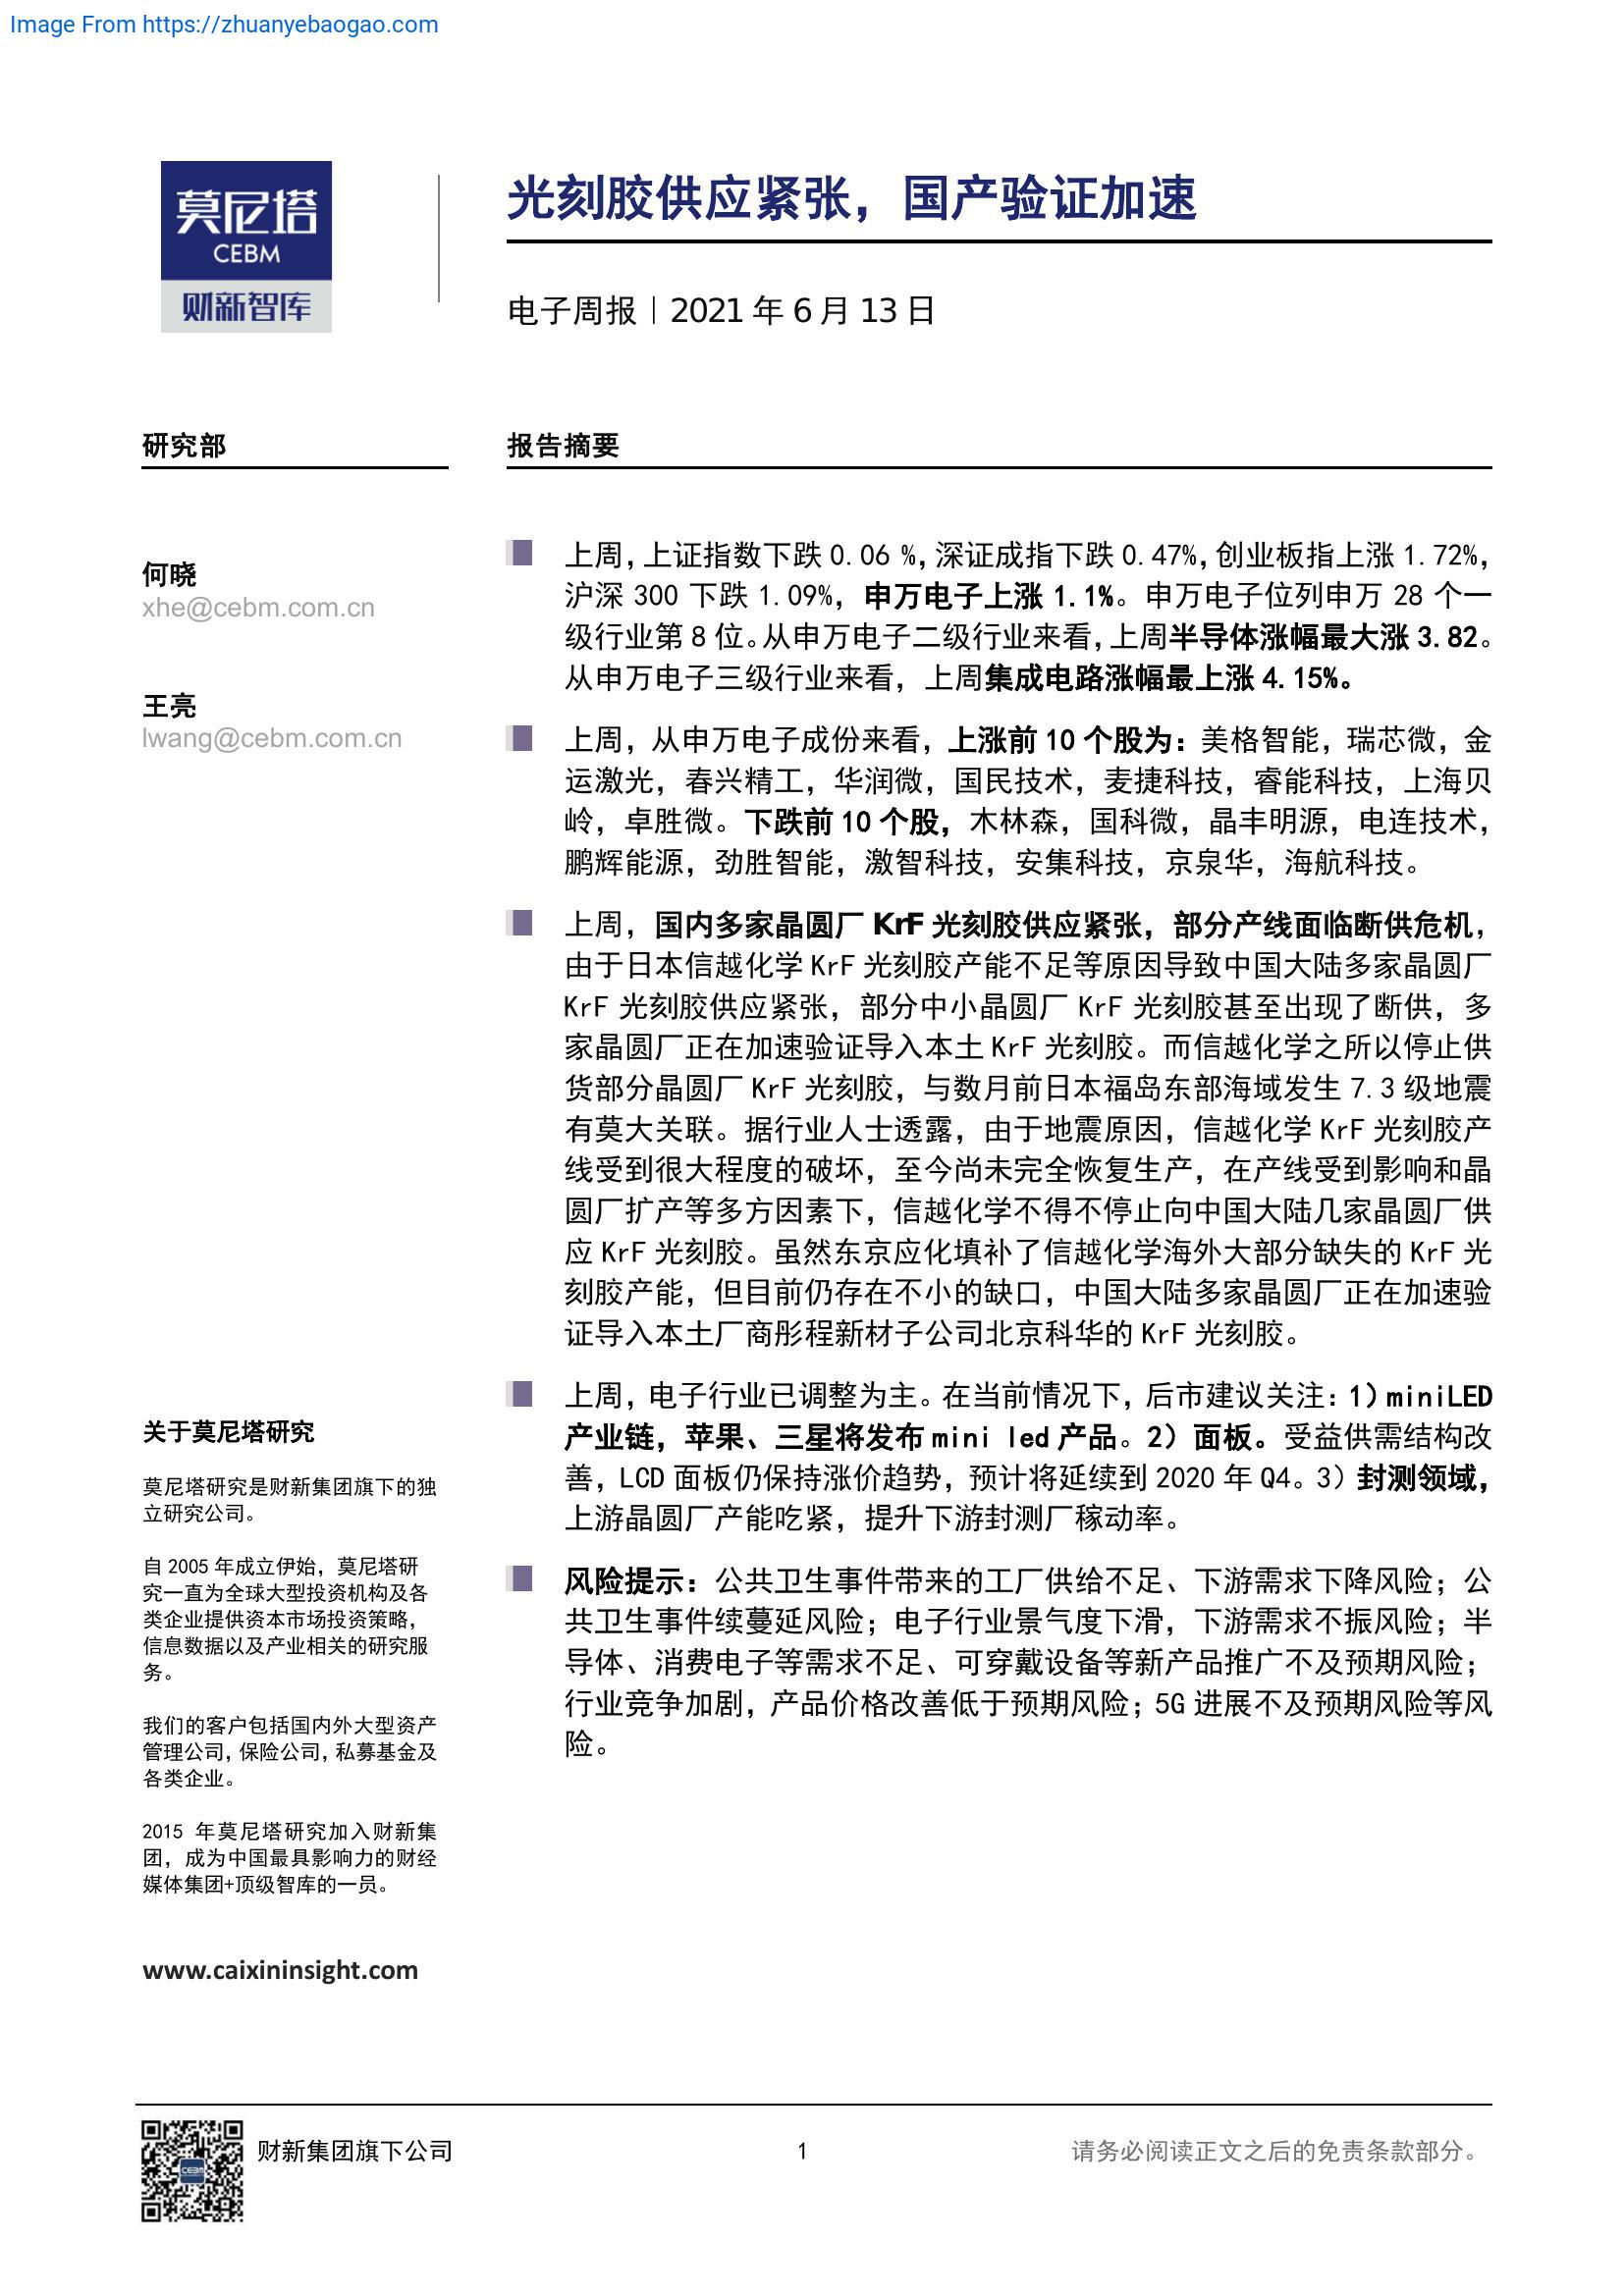 Image From https://zhuanyebaogao.com
莫尼塔
CEBM
财新智库
光刻胶供应紧张，国产验证加速
电子周报｜2021 年 6 月 13 日
研究部
何晓
xhe@cebm.com.cn
王亮
lwang@cebm.com.cn
关于莫尼塔研究
莫尼塔研究是财新集团旗下的独
立研究公司。
自 2005 年成立伊始，莫尼塔研
究一直为全球大型投资机构及各
类企业提供资本市场投资策略，
信息数据以及产业相关的研究服
务。
我们的客户包括国内外大型资产
管理公司，保险公司，私募基金及
各类企业。
2015 年莫尼塔研究加入财新集
团，成为中国最具影响力的财经
媒体集团+顶级智库的一员。
www.caixininsight.com
报告摘要
上周，上证指数下跌 0.06 %，深证成指下跌 0.47%，创业板指上涨 1.72%，
沪深 300 下跌 1.09%，申万电子上涨 1.1%。申万电子位列申万 28 个一
级行业第 8 位。从申万电子二级行业来看，上周半导体涨幅最大涨 3.82。
从申万电子三级行业来看，上周集成电路涨幅最上涨 4.15%。
上周，从申万电子成份来看，上涨前 10 个股为：美格智能，瑞芯微，金
运激光，春兴精工，华润微，国民技术，麦捷科技，睿能科技，上海贝
岭，卓胜微。下跌前 10 个股，木林森，国科微，晶丰明源，电连技术，
鹏辉能源，劲胜智能，激智科技，安集科技，京泉华，海航科技。
上周，国内多家晶圆厂 KrF 光刻胶供应紧张，部分产线面临断供危机，
由于日本信越化学 KrF 光刻胶产能不足等原因导致中国大陆多家晶圆厂
KrF 光刻胶供应紧张，部分中小晶圆厂 KrF 光刻胶甚至出现了断供，多
家晶圆厂正在加速验证导入本土 KrF 光刻胶。而信越化学之所以停止供
货部分晶圆厂 KrF 光刻胶，与数月前日本福岛东部海域发生 7.3 级地震
有莫大关联。据行业人士透露，由于地震原因，信越化学 KrF 光刻胶产
线受到很大程度的破坏，至今尚未完全恢复生产，在产线受到影响和晶
圆厂扩产等多方因素下，信越化学不得不停止向中国大陆几家晶圆厂供
应 KrF 光刻胶。虽然东京应化填补了信越化学海外大部分缺失的 KrF 光
刻胶产能，但目前仍存在不小的缺口，中国大陆多家晶圆厂正在加速验
证导入本土厂商彤程新材子公司北京科华的 KrF 光刻胶。
上周，电子行业已调整为主。在当前情况下，后市建议关注：1）miniLED
产业链，苹果、三星将发布 mini led 产品。2）面板。受益供需结构改
善，LCD 面板仍保持涨价趋势，预计将延续到 2020 年 Q4。3）封测领域，
上游晶圆厂产能吃紧，提升下游封测厂稼动率。
风险提示：公共卫生事件带来的工厂供给不足、下游需求下降风险；公
共卫生事件续蔓延风险；电子行业景气度下滑，下游需求不振风险；半
导体、消费电子等需求不足、可穿戴设备等新产品推广不及预期风险；
行业竞争加剧，产品价格改善低于预期风险；5G 进展不及预期风险等风
险。
CEBM
财新集团旗下公司
1
请务必阅读正文之后的免责条款部分。